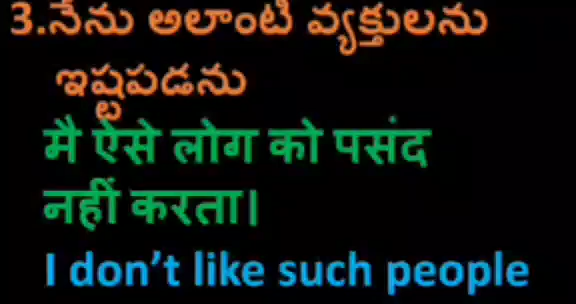 3.నేను అలాంటి వ్యక్తులను
ఇష్టపడను
मै ऐसे लोग को पसंद
नहीं करता।
I don't like such people